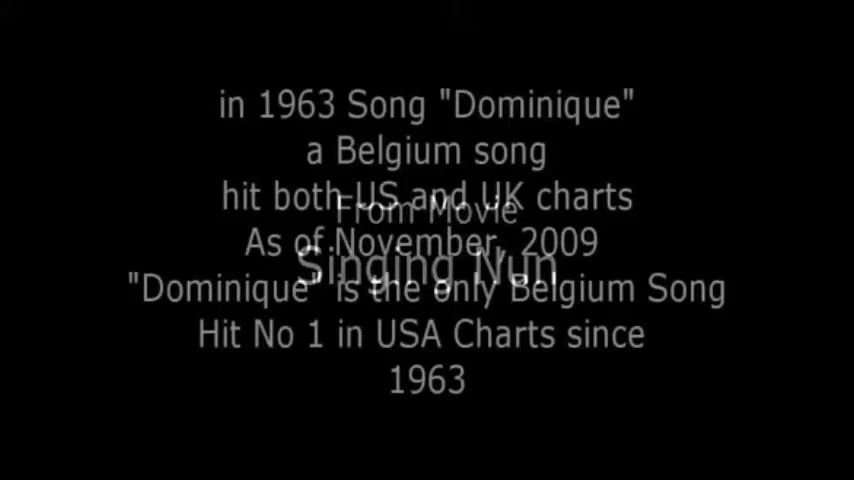 in 1963 Song "Dominique"
a Belgium song
hit both US and UK charts
From Movie
As of November, 2009
Singing Nun
"Dominique" is the only Belgium Song
Hit No 1 in USA Charts since
1963